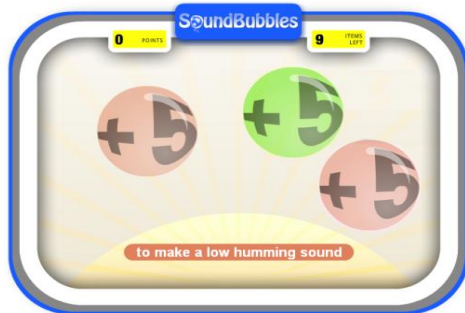 SoundBubbles
0 POINTS
9 ITEMS LEFT
+ 5
+ 5
+ 5
to make a low humming sound